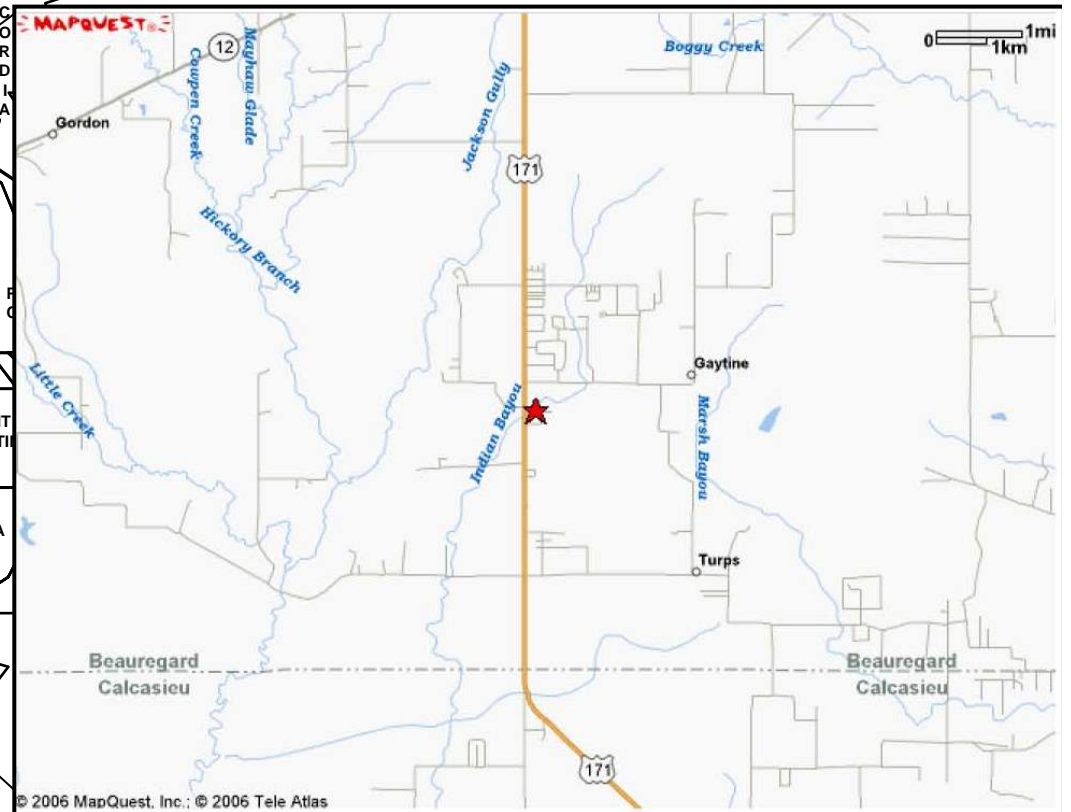 C
O
R
D
I
A
MAPQUEST®
12
Mayhaw Glade
Cowpen Creek
Jackson Gully
Boggy Creek
0
1mi
1km
Gordon
171
Hickory Branch
Little Creek
Gaytine
Indian Bayou
Marsh Bayou
Turps
Beauregard
Calcasieu
Beauregard
Calcasieu
171
© 2006 MapQuest, Inc.; © 2006 Tele Atlas